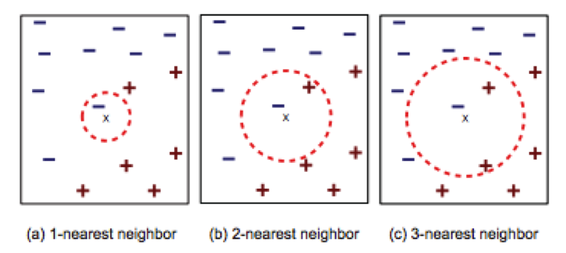 x
x
x
(a) 1-nearest neighbor
(b) 2-nearest neighbor
(c) 3-nearest neighbor